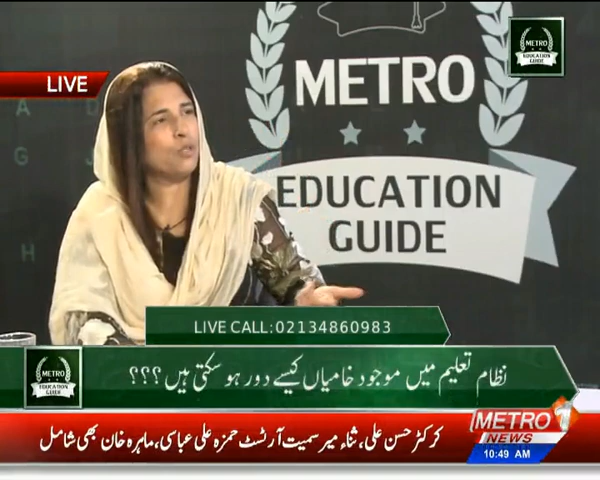 METRO
EDUCATION
GUIDE
LIVE
A D
G J
H
METRO
EDUCATION
GUIDE
LIVE CALL:02134860983
METRO
EDUCATION
GUIDE
نظام تعلیم میں موجود خامیاں کیسے دور ہو سکتی ہیں ؟؟؟
کرکٹر حسن علی، ثناء میر سمیت آرٹسٹ حمزہ علی عباسی، ماہرہ خان بھی شامل
METRO 1
NEWS
10:49 AM